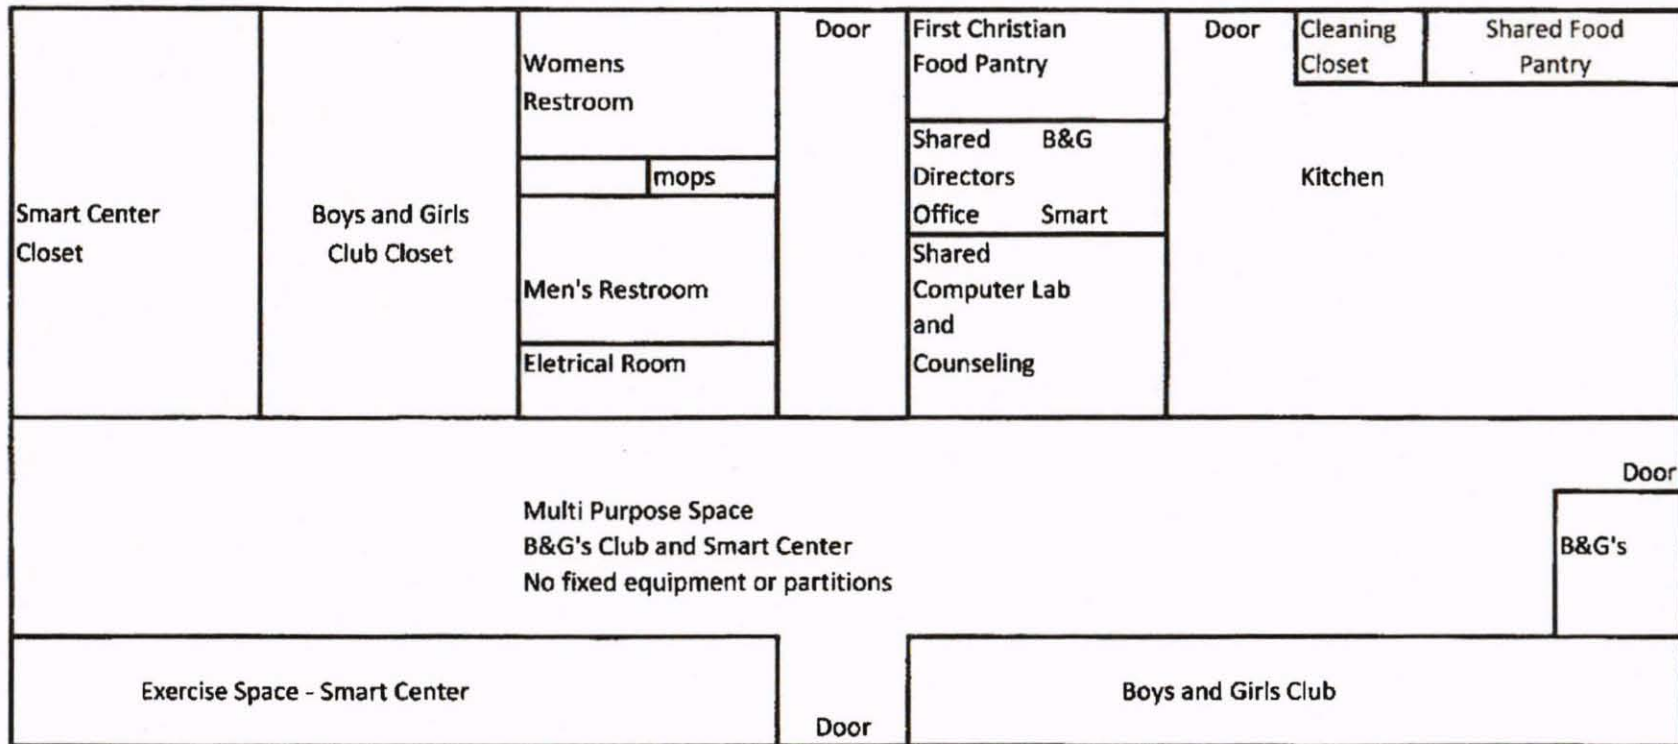 Door
First Christian
Food Pantry
Door
Cleaning
Closet
Shared Food
Pantry
Womens
Restroom
mops
Shared B&G
Directors
Office Smart
Kitchen
Smart Center
Closet
Boys and Girls
Club Closet
Men's Restroom
Shared
Computer Lab
and
Counseling
Eletrical Room
Door
Multi Purpose Space
B&G's Club and Smart Center
No fixed equipment or partitions
B&G's
Exercise Space - Smart Center
Door
Boys and Girls Club